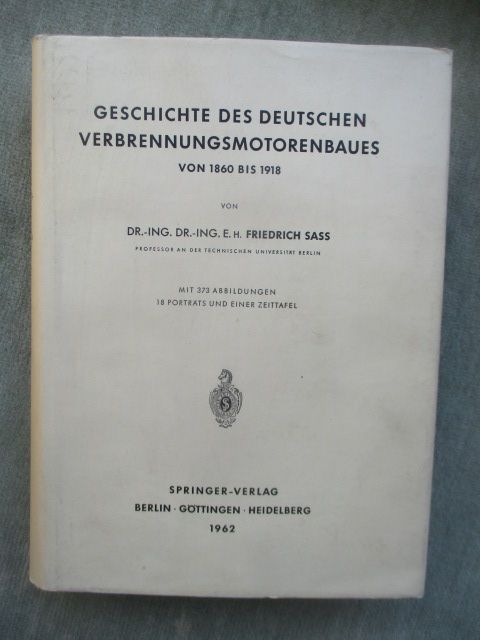 GESCHICHTE DES DEUTSCHEN
VERBRENNUNGSMOTORENBAUES
VON 1860 BIS 1918
VON
DR.-ING. DR.-ING. E. H. FRIEDRICH SASS
PROFESSOR AN DER TECHNISCHEN UNIVERSITÄT BERLIN
MIT 373 ABBILDUNGEN
18 PORTRÄTS UND EINER ZEITTAFEL
S
SPRINGER-VERLAG
BERLIN · GÖTTINGEN · HEIDELBERG
1962